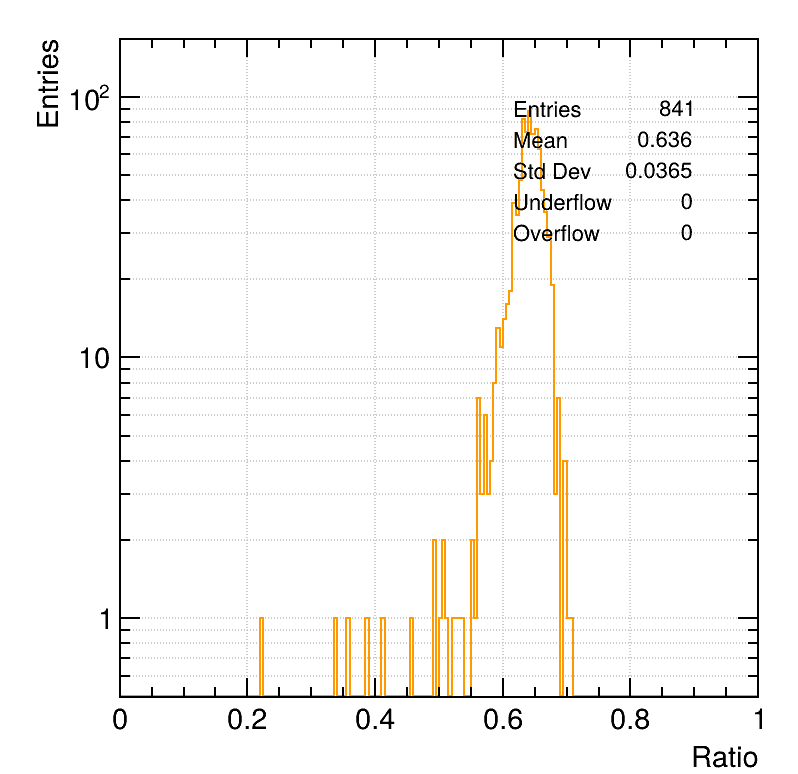 Entries
10²
10
1
Entries 841
Mean 0.636
Std Dev 0.0365
Underflow 0
Overflow 0
0 0.2 0.4 0.6 0.8 1
Ratio